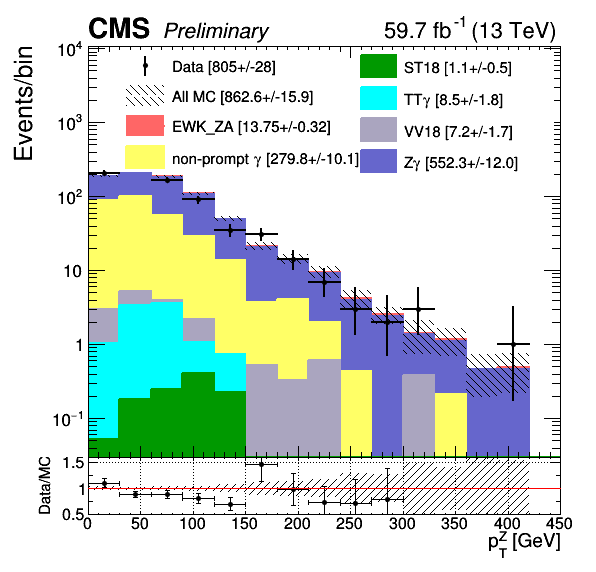 CMS Preliminary 59.7 fb⁻¹ (13 TeV)
Events/bin
10⁴
10³
10²
10
1
10⁻¹
Data [805+/-28]
All MC [862.6+/-15.9]
EWK_ZA [13.75+/-0.32]
non-prompt γ [279.8+/-10.1]
ST18 [1.1+/-0.5]
TTγ [8.5+/-1.8]
VV18 [7.2+/-1.7]
Zγ [552.3+/-12.0]
Data/MC
1.5
1
0.5
0 50 100 150 200 250 300 350 400 450
p_T^Z [GeV]